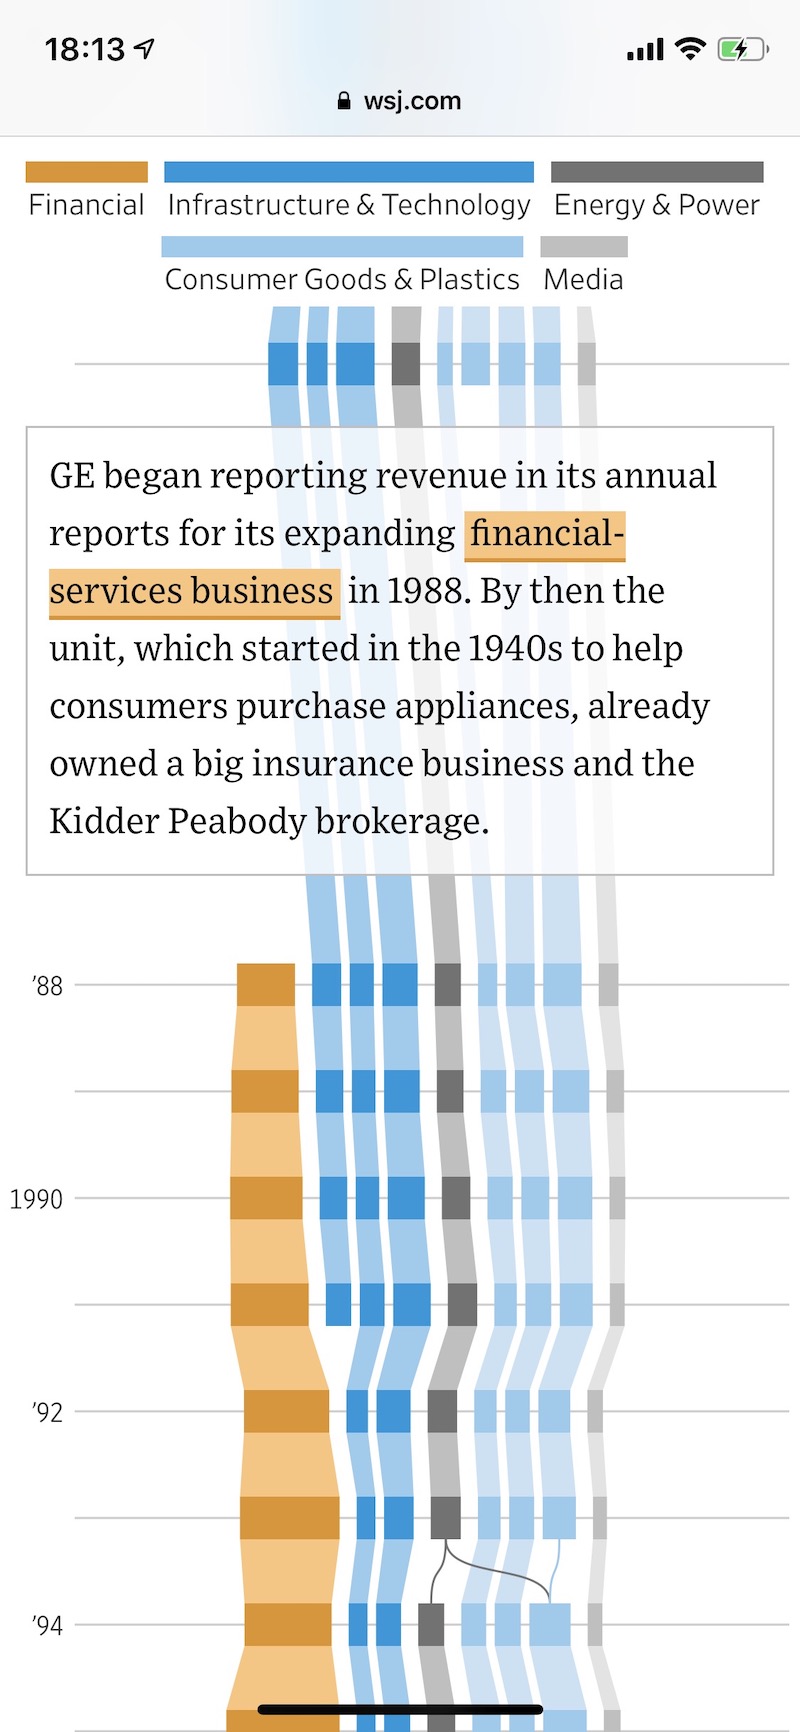 18:13
wsj.com
Financial
Infrastructure & Technology
Energy & Power
Consumer Goods & Plastics
Media
GE began reporting revenue in its annual
reports for its expanding financial-
services business in 1988. By then the
unit, which started in the 1940s to help
consumers purchase appliances, already
owned a big insurance business and the
Kidder Peabody brokerage.
’88
1990
’92
’94